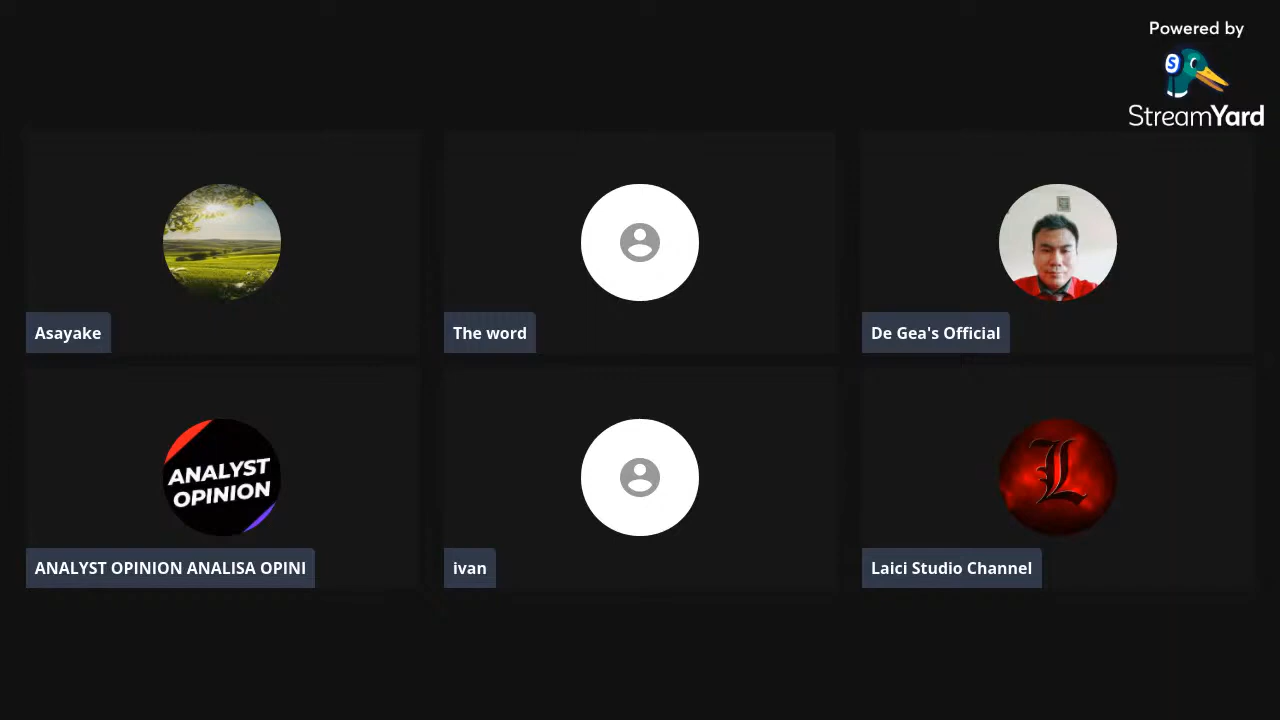 Powered by
S
StreamYard
Asayake
The word
De Gea's Official
ANALYST
OPINION
L
ANALYST OPINION ANALISA OPINI
ivan
Laici Studio Channel